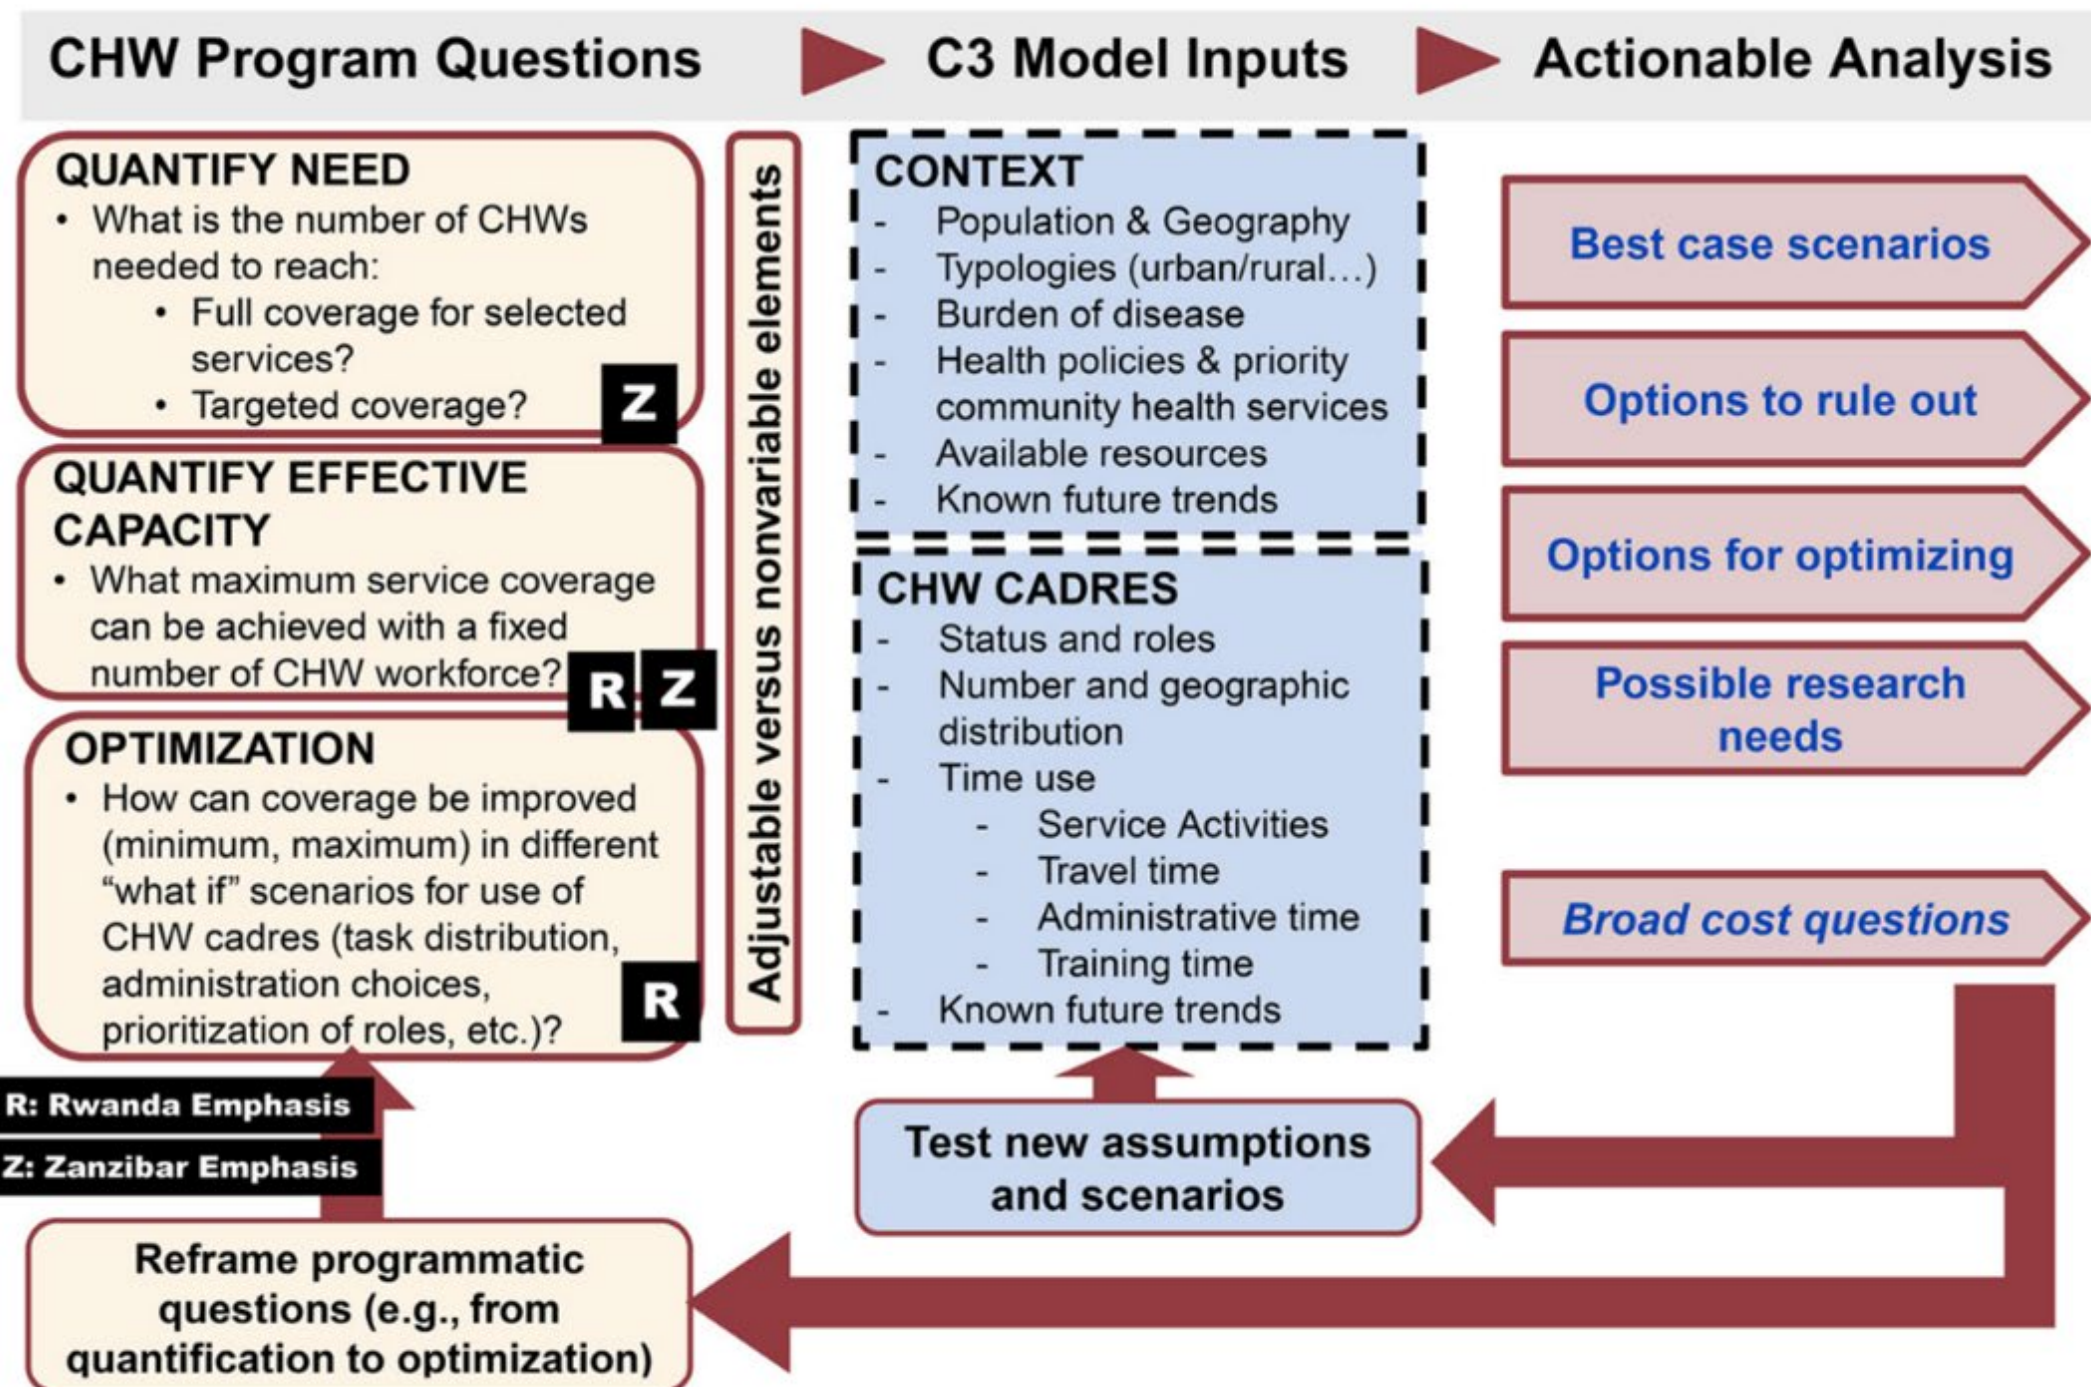 CHW Program Questions
C3 Model Inputs
Actionable Analysis
QUANTIFY NEED
• What is the number of CHWs
needed to reach:
• Full coverage for selected
services?
• Targeted coverage?
Z
QUANTIFY EFFECTIVE
CAPACITY
• What maximum service coverage
can be achieved with a fixed
number of CHW workforce?
R Z
OPTIMIZATION
• How can coverage be improved
(minimum, maximum) in different
“what if” scenarios for use of
CHW cadres (task distribution,
administration choices,
prioritization of roles, etc.)?
R
R: Rwanda Emphasis
Z: Zanzibar Emphasis
Reframe programmatic
questions (e.g., from
quantification to optimization)
Adjustable versus nonvariable elements
CONTEXT
- Population & Geography
- Typologies (urban/rural…)
- Burden of disease
- Health policies & priority
community health services
- Available resources
- Known future trends
CHW CADRES
- Status and roles
- Number and geographic
distribution
- Time use
- Service Activities
- Travel time
- Administrative time
- Training time
- Known future trends
Test new assumptions
and scenarios
Best case scenarios
Options to rule out
Options for optimizing
Possible research
needs
Broad cost questions